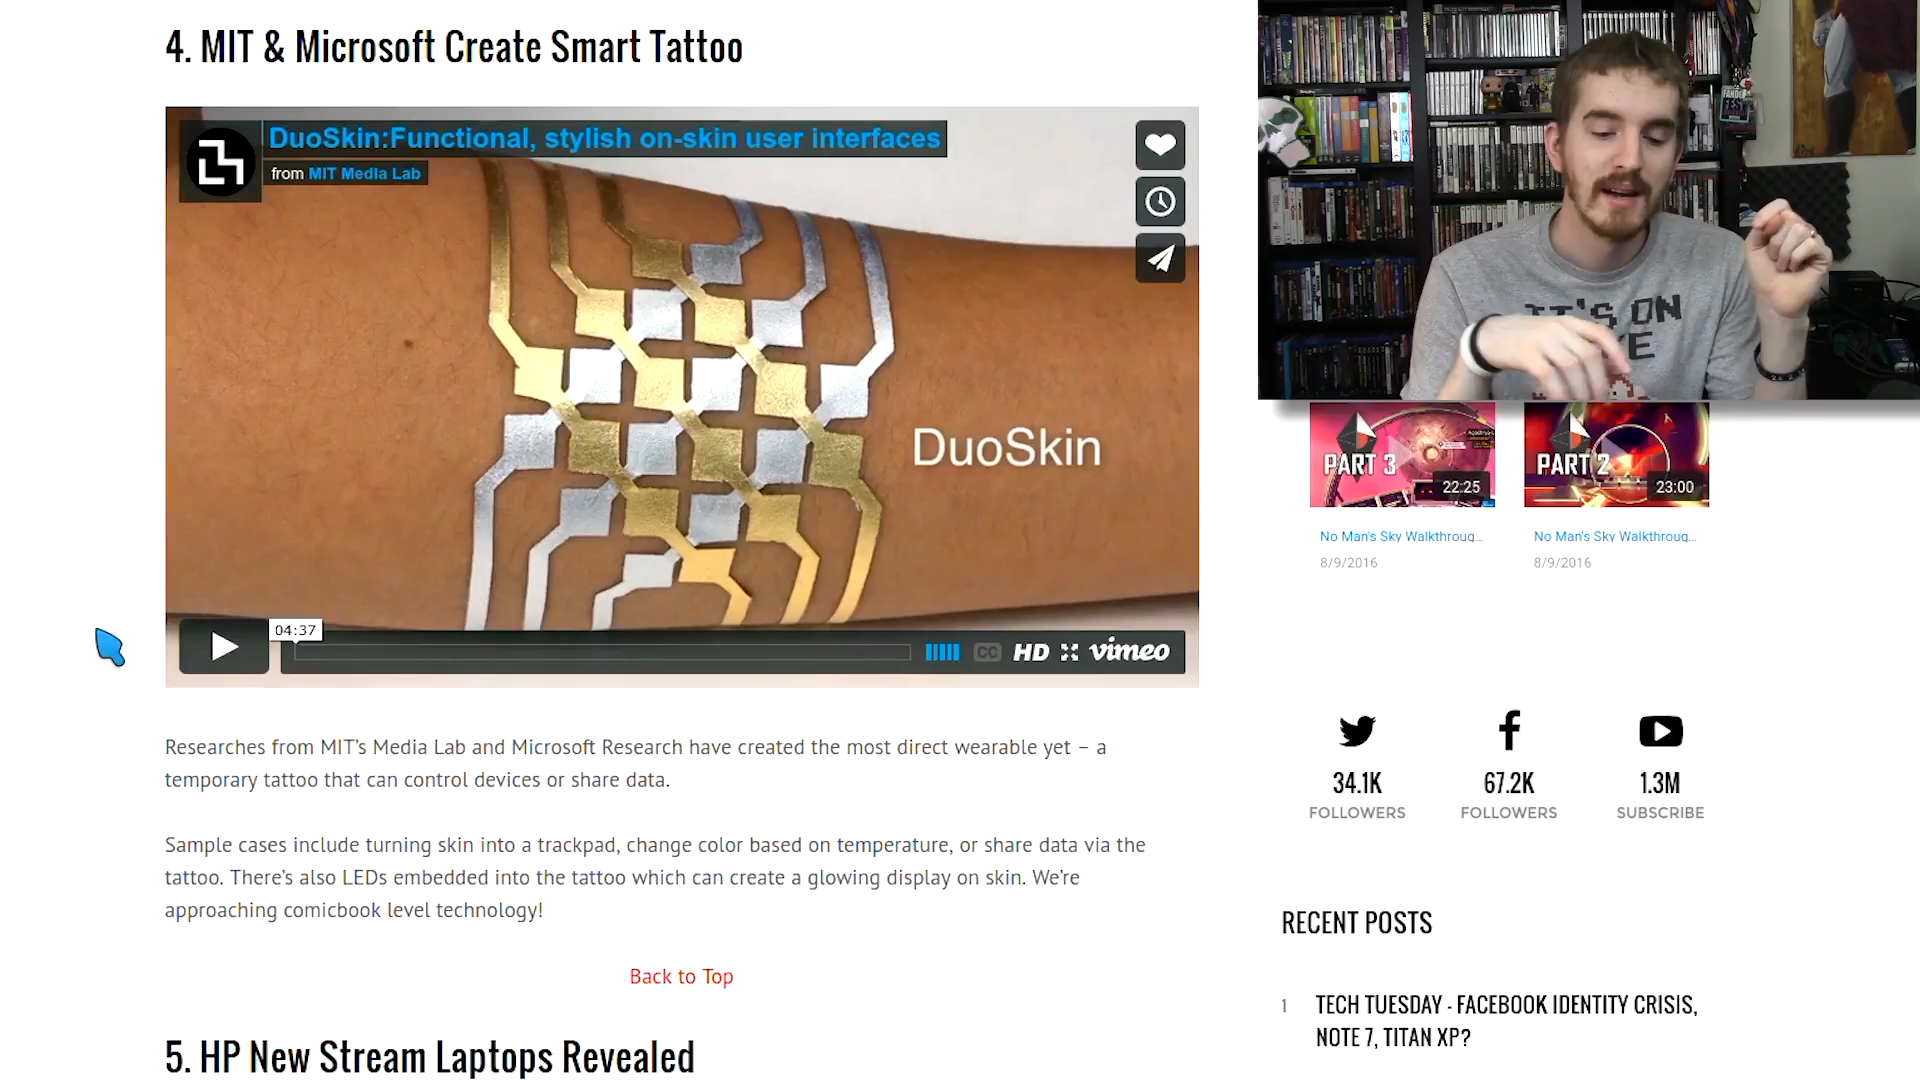 4. MIT & Microsoft Create Smart Tattoo
DuoSkin:Functional, stylish on-skin user interfaces
from MIT Media Lab
DuoSkin
04:37
CC HD vimeo
Researches from MIT's Media Lab and Microsoft Research have created the most direct wearable yet – a
temporary tattoo that can control devices or share data.
Sample cases include turning skin into a trackpad, change color based on temperature, or share data via the
tattoo. There's also LEDs embedded into the tattoo which can create a glowing display on skin. We're
approaching comicbook level technology!
Back to Top
5. HP New Stream Laptops Revealed
IT'S ON
FEST
PART 3
22:25
PART 2
23:00
No Man's Sky Walkthroug...
No Man's Sky Walkthroug...
8/9/2016
8/9/2016
34.1K
67.2K
1.3M
FOLLOWERS
FOLLOWERS
SUBSCRIBE
RECENT POSTS
1 TECH TUESDAY - FACEBOOK IDENTITY CRISIS,
NOTE 7, TITAN XP?